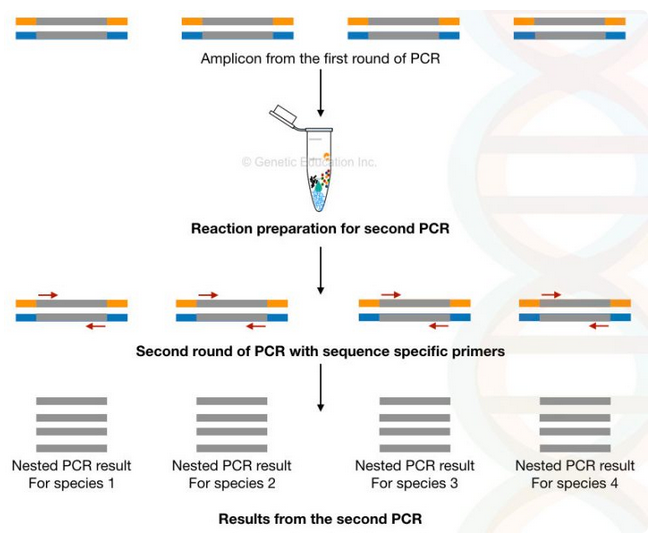 Amplicon from the first round of PCR
© Genetic Education Inc.
Reaction preparation for second PCR
Second round of PCR with sequence specific primers
Nested PCR result
For species 1
Nested PCR result
For species 2
Nested PCR result
For species 3
Nested PCR result
For species 4
Results from the second PCR